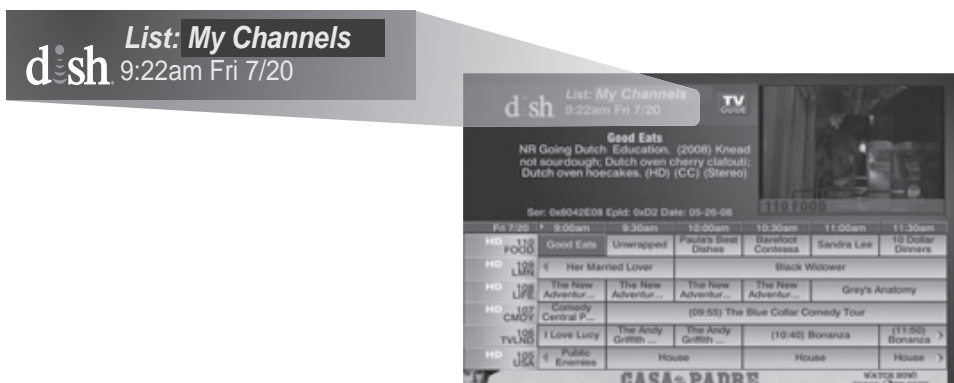 List: My Channels
dish 9:22am Fri 7/20
List: My Channels
dish 9:22am Fri 7/20
TV GUIDE
Good Eats
NR Going Dutch Education. (2008) Knead
not sourdough; Dutch oven cherry clafouti;
Dutch oven hoecakes. (HD) (CC) (Stereo)
110 FOOD
Ser: 0x8042E08 EpId: 0xD2 Date: 05-26-08
Fri 7/20 9:00am 9:30am 10:00am 10:30am 11:00am 11:30am
HD 110 FOOD Good Eats Unwrapped Paula's Best Dishes Barefoot Contessa Sandra Lee 10 Dollar Dinners
HD 109 LMN Her Married Lover Black Widower
HD 108 LIFE The New Adventur... The New Adventur... The New Adventur... The New Adventur... Grey's Anatomy
HD 107 CMDY Comedy Central P... (09:55) The Blue Collar Comedy Tour
106 TVLND I Love Lucy The Andy Griffith ... The Andy Griffith ... (10:40) Bonanza (11:50) Bonanza
HD 105 USA Public Enemies House House House
CASA de PADRE